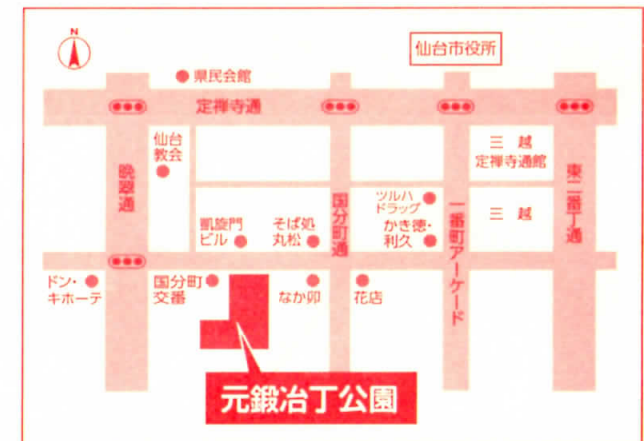 N
仙台市役所
県民会館
定禅寺通
仙台
教会
三越
定禅寺通館
晩翠通
国分町通
ツルハ
ドラッグ
一番町アーケード
三越
東二番丁通
凱旋門
ビル
そば処
丸松
かき徳・
利久
ドン・
キホーテ
国分町
交番
なか卯
花店
元鍛冶丁公園